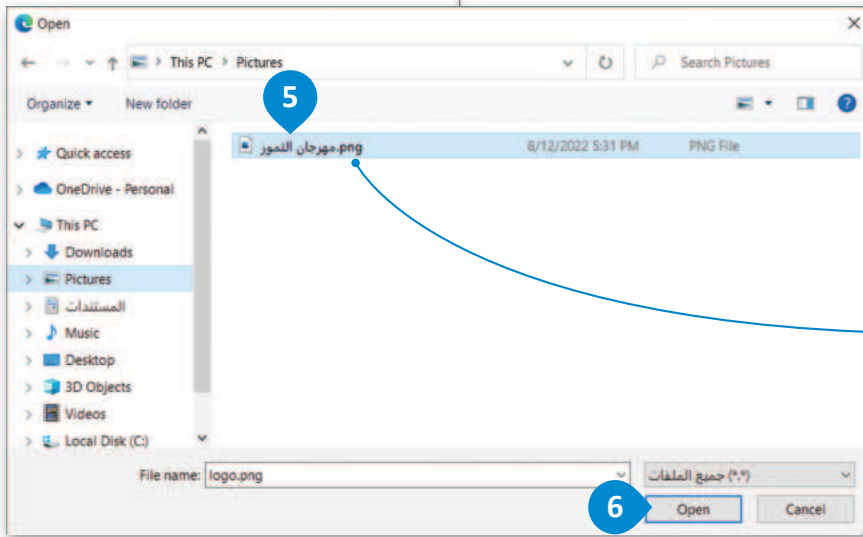 Open
This PC > Pictures
Search Pictures
Organize
New folder
5
Quick access
OneDrive - Personal
This PC
Downloads
Pictures
المستندات
Music
Desktop
3D Objects
Videos
Local Disk (C:)
مهرجان التمور.png 8/12/2022 5:31 PM PNG File
File name: logo.png
جميع الملفات (*.*)
6
Open
Cancel